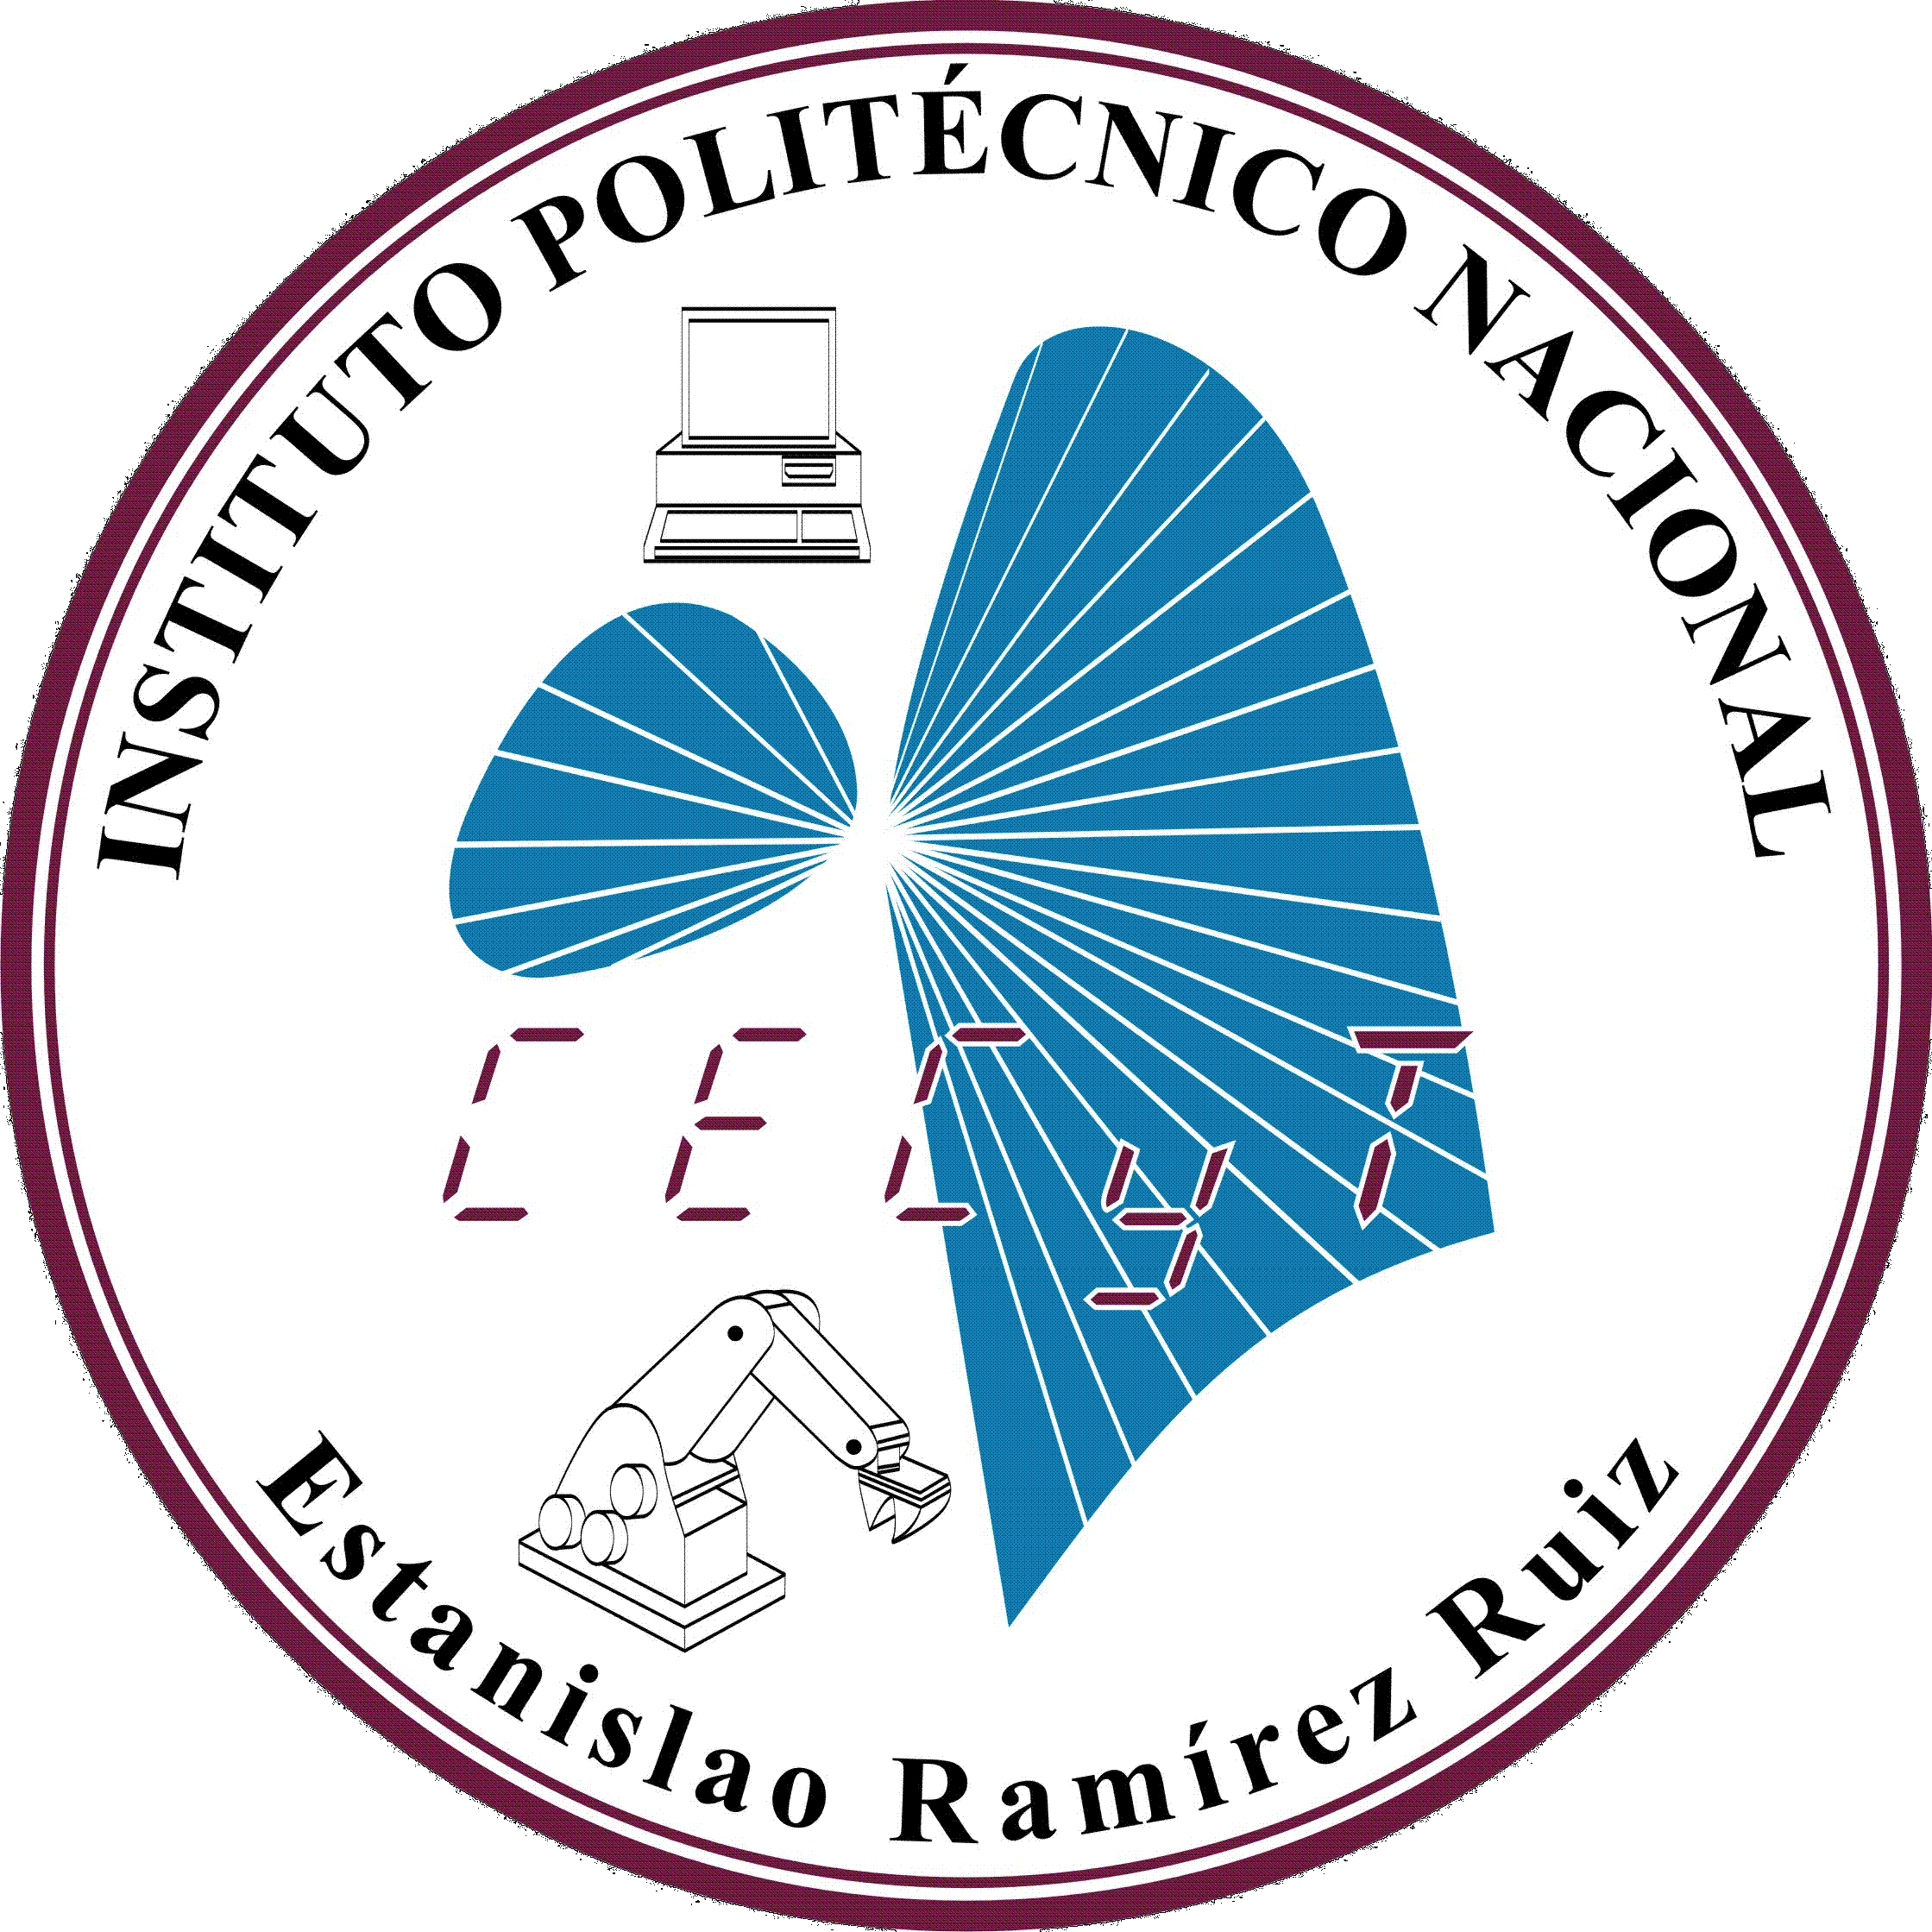 INSTITUTO POLITÉCNICO NACIONAL
CECyT
Estanislao Ramírez Ruiz